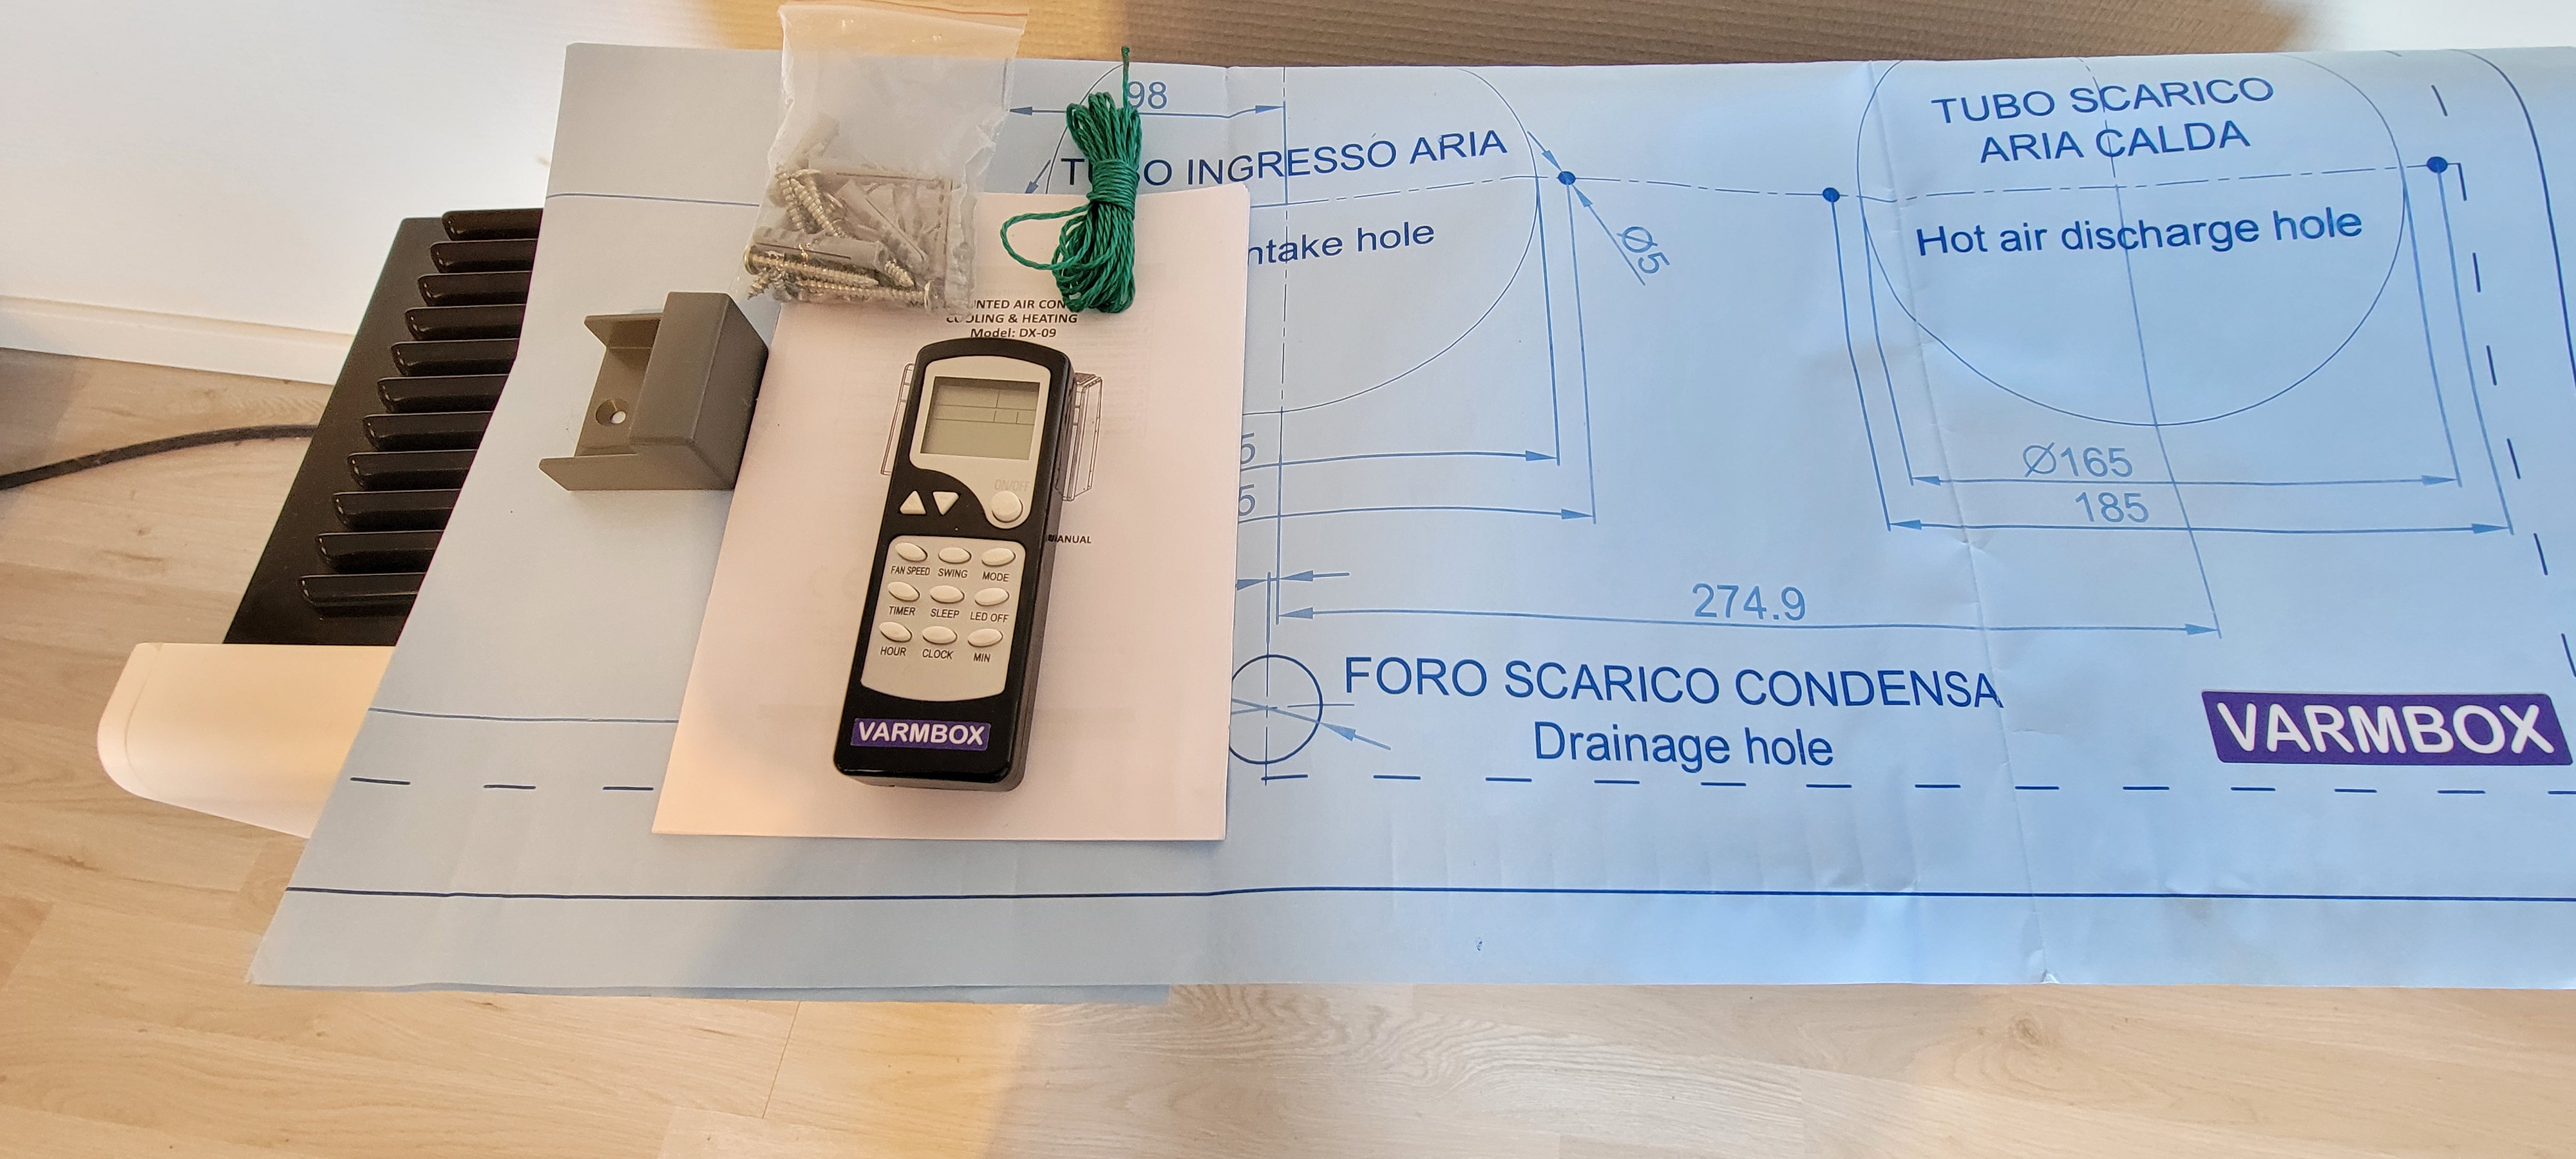 98
INGRESSO ARIA
TUBO SCARICO
ARIA CALDA
Ø5
hole
Hot air discharge hole
COOLING & HEATING
Model: DX-09
MANUAL
Ø165
185
274.9
FORO SCARICO CONDENSA
Drainage hole
VARMBOX
ON/OFF
FAN SPEED SWING MODE
TIMER SLEEP LED OFF
HOUR CLOCK MIN
VARMBOX